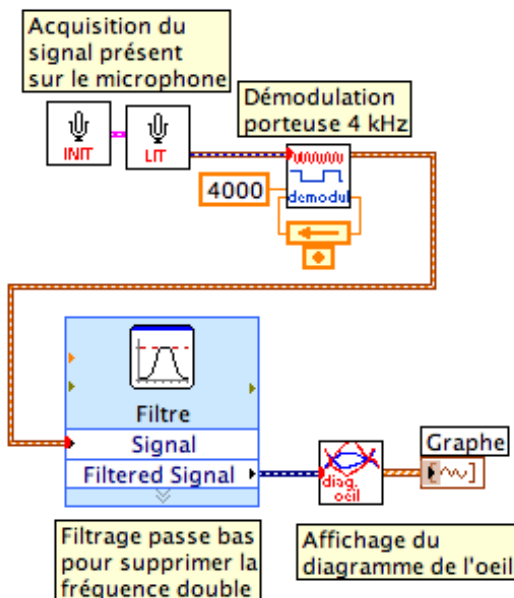 Acquisition du
signal présent
sur le microphone
INIT
LIT
Démodulation
porteuse 4 kHz
4000
demodul
Filtre
Signal
Filtered Signal
diag.
oeil
Graphe
Filtrage passe bas
pour supprimer la
fréquence double
Affichage du
diagramme de l'oeil